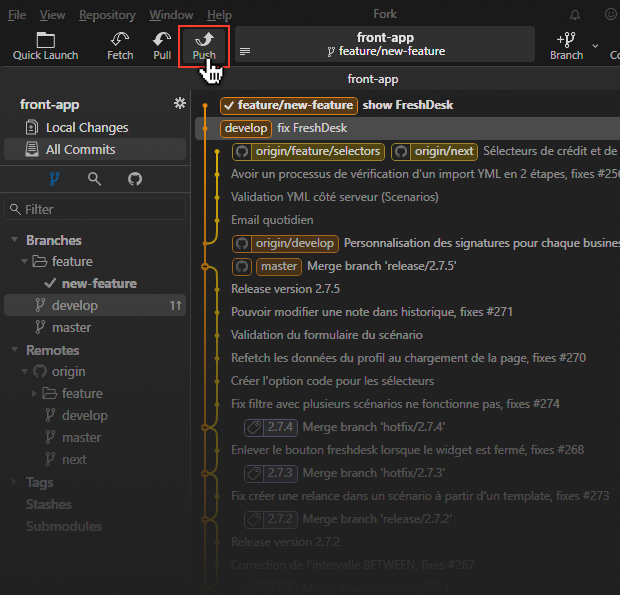 File View Repository Window Help Fork
Quick Launch Fetch Pull Push front-app feature/new-feature Branch
front-app
front-app
Local Changes
All Commits
Filter
Branches
feature
new-feature
develop 1↑
master
Remotes
origin
feature
develop
master
next
Tags
Stashes
Submodules
feature/new-feature show FreshDesk
develop fix FreshDesk
origin/feature/selectors origin/next Sélecteurs de crédit et de
Avoir un processus de vérification d'un import YML en 2 étapes, fixes #256
Validation YML côté serveur (Scenarios)
Email quotidien
origin/develop Personnalisation des signatures pour chaque busine
master Merge branch 'release/2.7.5'
Release version 2.7.5
Pouvoir modifier une note dans historique, fixes #271
Validation du formulaire du scénario
Refetch les données du profil au chargement de la page, fixes #270
Créer l'option code pour les sélecteurs
Fix filtre avec plusieurs scénarios ne fonctionne pas, fixes #274
2.7.4 Merge branch 'hotfix/2.7.4'
Enlever le bouton freshdesk lorsque le widget est fermé, fixes #268
2.7.3 Merge branch 'hotfix/2.7.3'
Fix créer une relance dans un scénario à partir d'un template, fixes #273
2.7.2 Merge branch 'release/2.7.2'
Release version 2.7.2
Correction de l'intervalle BETWEEN, fixes #267